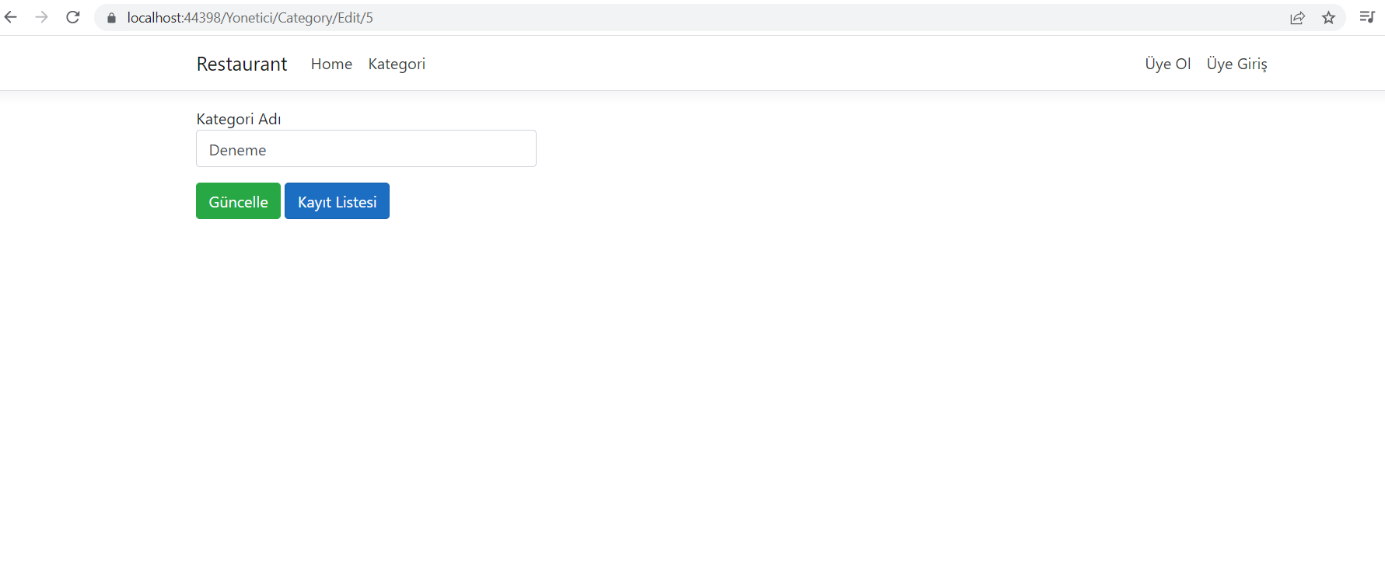 localhost:44398/Yonetici/Category/Edit/5
Restaurant Home Kategori Üye Ol Üye Giriş
Kategori Adı
Deneme
Güncelle Kayıt Listesi